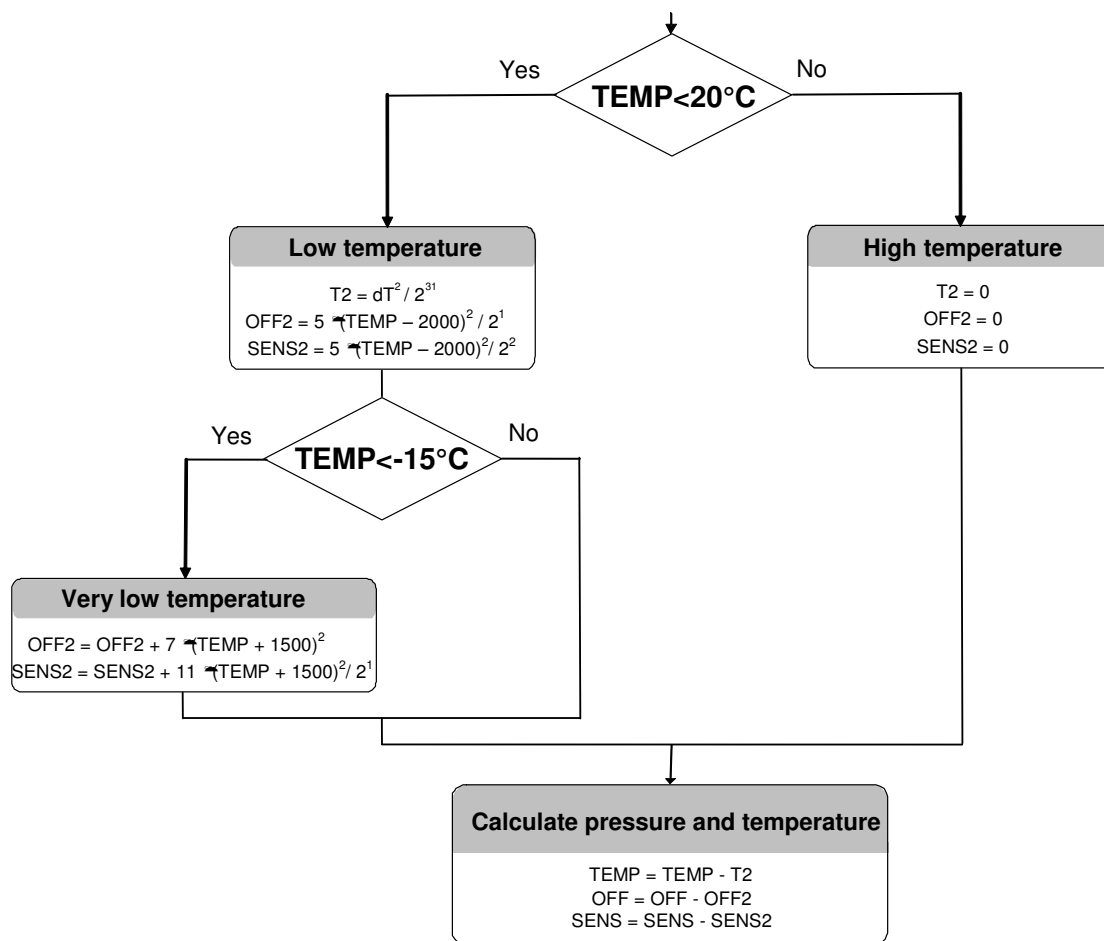 Yes
No
TEMP<20°C
Low temperature
T2 = dT² / 2³¹
OFF2 = 5 (TEMP – 2000)² / 2¹
SENS2 = 5 (TEMP – 2000)²/ 2²
High temperature
T2 = 0
OFF2 = 0
SENS2 = 0
Yes
No
TEMP<-15°C
Very low temperature
OFF2 = OFF2 + 7 (TEMP + 1500)²
SENS2 = SENS2 + 11 (TEMP + 1500)²/ 2¹
Calculate pressure and temperature
TEMP = TEMP - T2
OFF = OFF - OFF2
SENS = SENS - SENS2